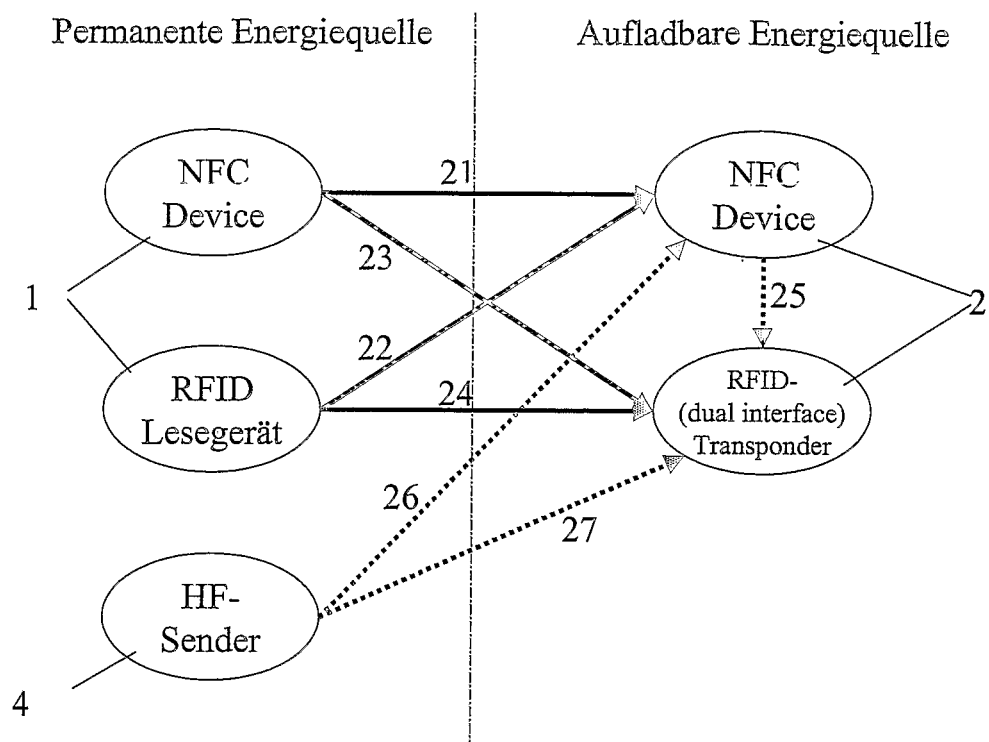 Permanente Energiequelle
Aufladbare Energiequelle
NFC
Device
21
NFC
Device
23
25
1
2
22
RFID
Lesegerät
24
RFID-
(dual interface)
Transponder
26
27
HF-
Sender
4